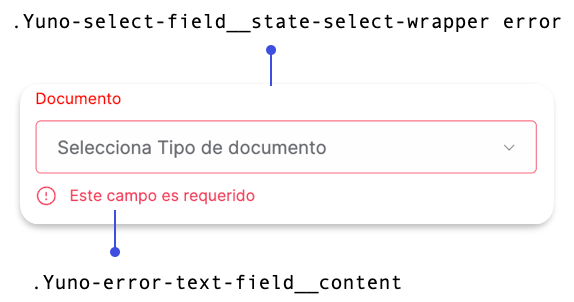 .Yuno-select-field__state-select-wrapper error
Documento
Selecciona Tipo de documento
Este campo es requerido
.Yuno-error-text-field__content